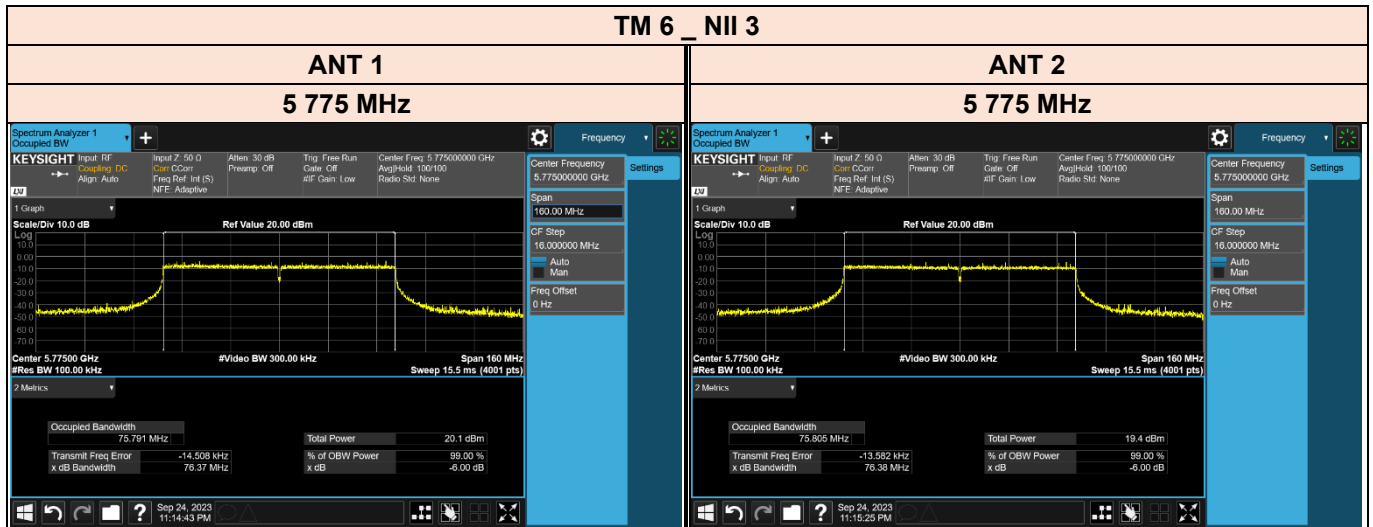 TM 6 _ NII 3
ANT 1
ANT 2
5 775 MHz
5 775 MHz
Spectrum Analyzer 1
Occupied BW
+
Frequency
KEYSIGHT
Input: RF
Coupling: DC
Align: Auto
Input Z: 50 Ω
Corr CCorr
Freq Ref: Int (S)
NFE: Adaptive
Atten: 30 dB
Preamp: Off
Trig: Free Run
Gate: Off
#IF Gain: Low
Center Freq: 5.775000000 GHz
Avg|Hold: 100/100
Radio Std: None
LXI
Center Frequency
5.775000000 GHz
Settings
Span
160.00 MHz
CF Step
16.000000 MHz
Auto
Man
Freq Offset
0 Hz
1 Graph
Scale/Div 10.0 dB
Ref Value 20.00 dBm
Log
10.0
0.00
-10.0
-20.0
-30.0
-40.0
-50.0
-60.0
-70.0
Center 5.77500 GHz
#Video BW 300.00 kHz
Span 160 MHz
#Res BW 100.00 kHz
Sweep 15.5 ms (4001 pts)
2 Metrics
Occupied Bandwidth
75.791 MHz
Total Power 20.1 dBm
Transmit Freq Error -14.508 kHz
% of OBW Power 99.00 %
x dB Bandwidth 76.37 MHz
x dB -6.00 dB
?
Sep 24, 2023
11:14:43 PM
Spectrum Analyzer 1
Occupied BW
+
Frequency
KEYSIGHT
Input: RF
Coupling: DC
Align: Auto
Input Z: 50 Ω
Corr CCorr
Freq Ref: Int (S)
NFE: Adaptive
Atten: 30 dB
Preamp: Off
Trig: Free Run
Gate: Off
#IF Gain: Low
Center Freq: 5.775000000 GHz
Avg|Hold: 100/100
Radio Std: None
LXI
Center Frequency
5.775000000 GHz
Settings
Span
160.00 MHz
CF Step
16.000000 MHz
Auto
Man
Freq Offset
0 Hz
1 Graph
Scale/Div 10.0 dB
Ref Value 20.00 dBm
Log
10.0
0.00
-10.0
-20.0
-30.0
-40.0
-50.0
-60.0
-70.0
Center 5.77500 GHz
#Video BW 300.00 kHz
Span 160 MHz
#Res BW 100.00 kHz
Sweep 15.5 ms (4001 pts)
2 Metrics
Occupied Bandwidth
75.805 MHz
Total Power 19.4 dBm
Transmit Freq Error -13.582 kHz
% of OBW Power 99.00 %
x dB Bandwidth 76.38 MHz
x dB -6.00 dB
?
Sep 24, 2023
11:15:25 PM